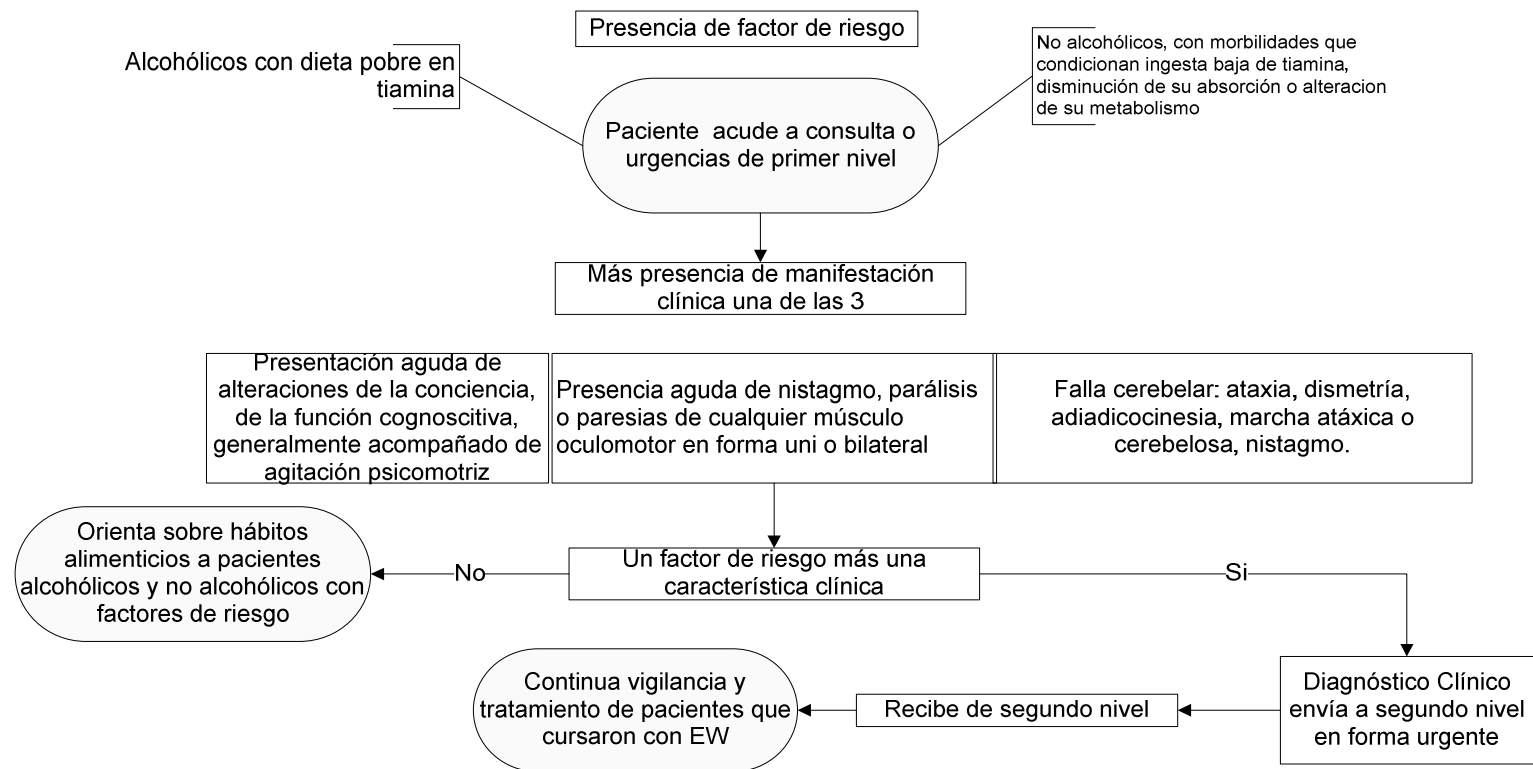 Presencia de factor de riesgo
Alcohólicos con dieta pobre en
tiamina
No alcohólicos, con morbilidades que
condicionan ingesta baja de tiamina,
disminución de su absorción o alteracion
de su metabolismo
Paciente acude a consulta o
urgencias de primer nivel
Más presencia de manifestación
clínica una de las 3
Presentación aguda de
alteraciones de la conciencia,
de la función cognoscitiva,
generalmente acompañado de
agitación psicomotriz
Presencia aguda de nistagmo, parálisis
o paresias de cualquier músculo
oculomotor en forma uni o bilateral
Falla cerebelar: ataxia, dismetría,
adiadicocinesia, marcha atáxica o
cerebelosa, nistagmo.
Orienta sobre hábitos
alimenticios a pacientes
alcohólicos y no alcohólicos con
factores de riesgo
No
Un factor de riesgo más una
característica clínica
Si
Continua vigilancia y
tratamiento de pacientes que
cursaron con EW
Recibe de segundo nivel
Diagnóstico Clínico
envía a segundo nivel
en forma urgente